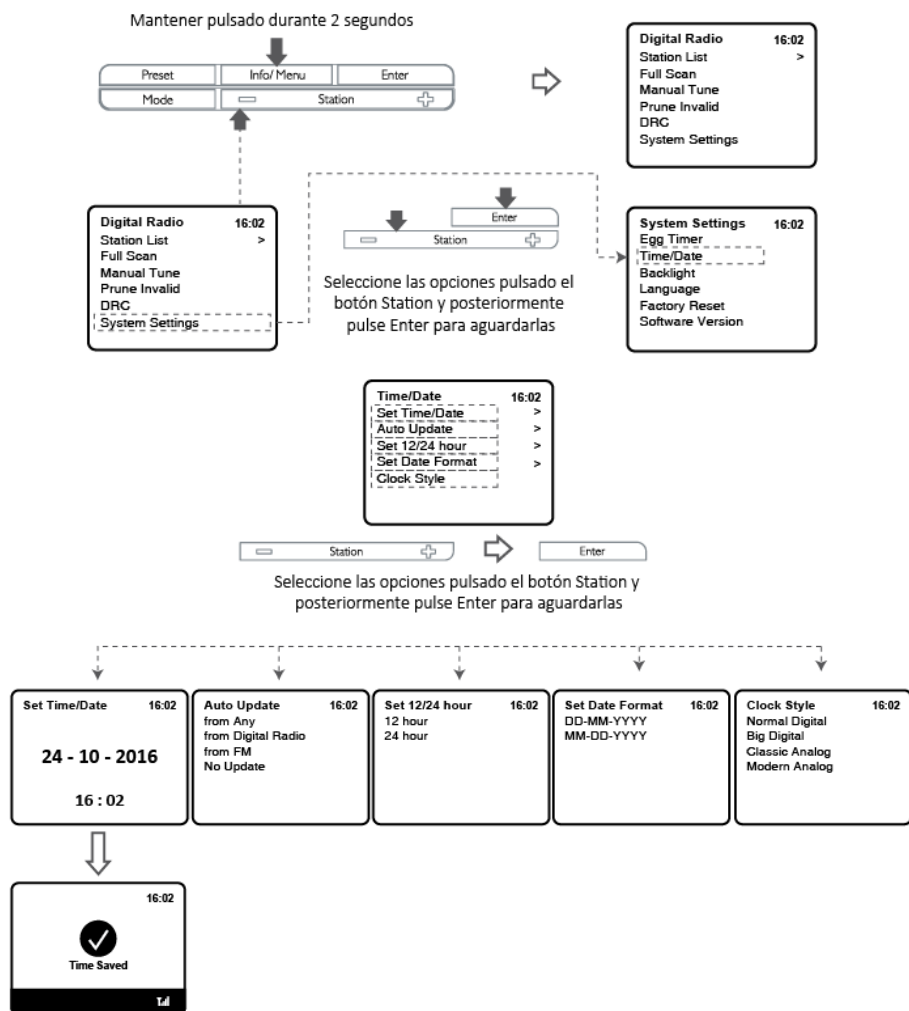 Mantener pulsado durante 2 segundos
Preset Info/ Menu Enter
Mode Station
Digital Radio 16:02
Station List >
Full Scan
Manual Tune
Prune Invalid
DRC
System Settings
Digital Radio 16:02
Station List >
Full Scan
Manual Tune
Prune Invalid
DRC
System Settings
Enter
Station
Seleccione las opciones pulsado el
botón Station y posteriormente
pulse Enter para aguardarlas
System Settings 16:02
Egg Timer
Time/Date
Backlight
Language
Factory Reset
Software Version
Time/Date 16:02
Set Time/Date >
Auto Update >
Set 12/24 hour >
Set Date Format >
Clock Style
Station Enter
Seleccione las opciones pulsado el botón Station y
posteriormente pulse Enter para aguardarlas
Set Time/Date 16:02
24 - 10 - 2016
16 : 02
Auto Update 16:02
from Any
from Digital Radio
from FM
No Update
Set 12/24 hour 16:02
12 hour
24 hour
Set Date Format 16:02
DD-MM-YYYY
MM-DD-YYYY
Clock Style 16:02
Normal Digital
Big Digital
Classic Analog
Modern Analog
16:02
Time Saved